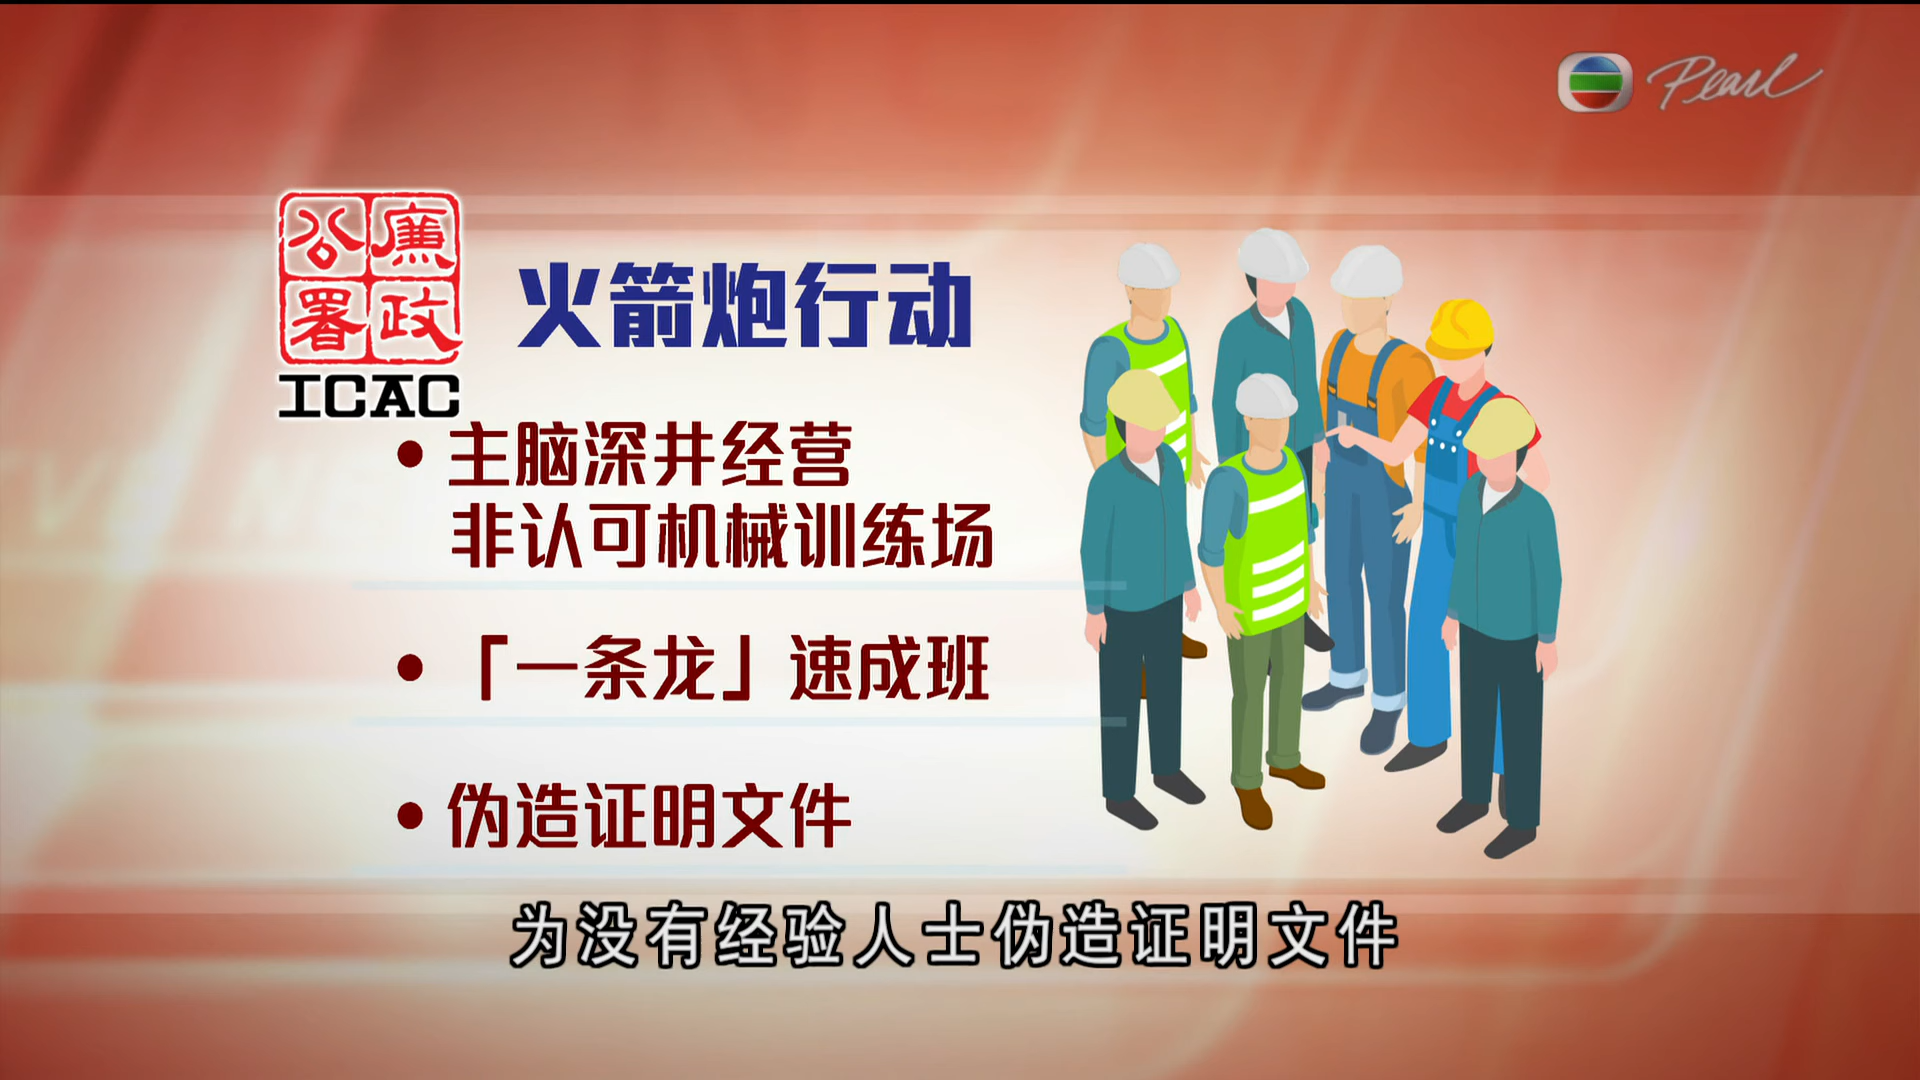 Pearl
廉政
公署
ICAC
火箭炮行动
• 主脑深井经营
非认可机械训练场
• 「一条龙」速成班
• 伪造证明文件
为没有经验人士伪造证明文件